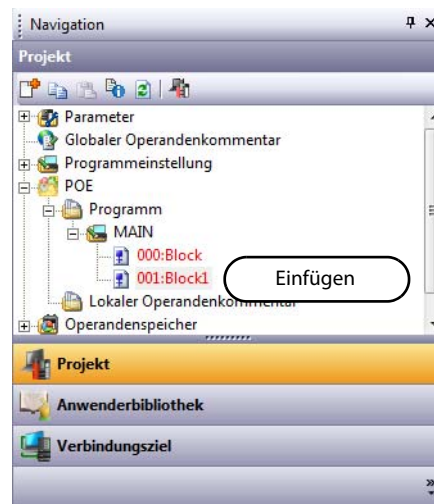 Navigation
Projekt
Parameter
Globaler Operandenkommentar
Programmeinstellung
POE
Programm
MAIN
000:Block
001:Block1
Einfügen
Lokaler Operandenkommentar
Operandenspeicher
Projekt
Anwenderbibliothek
Verbindungsziel